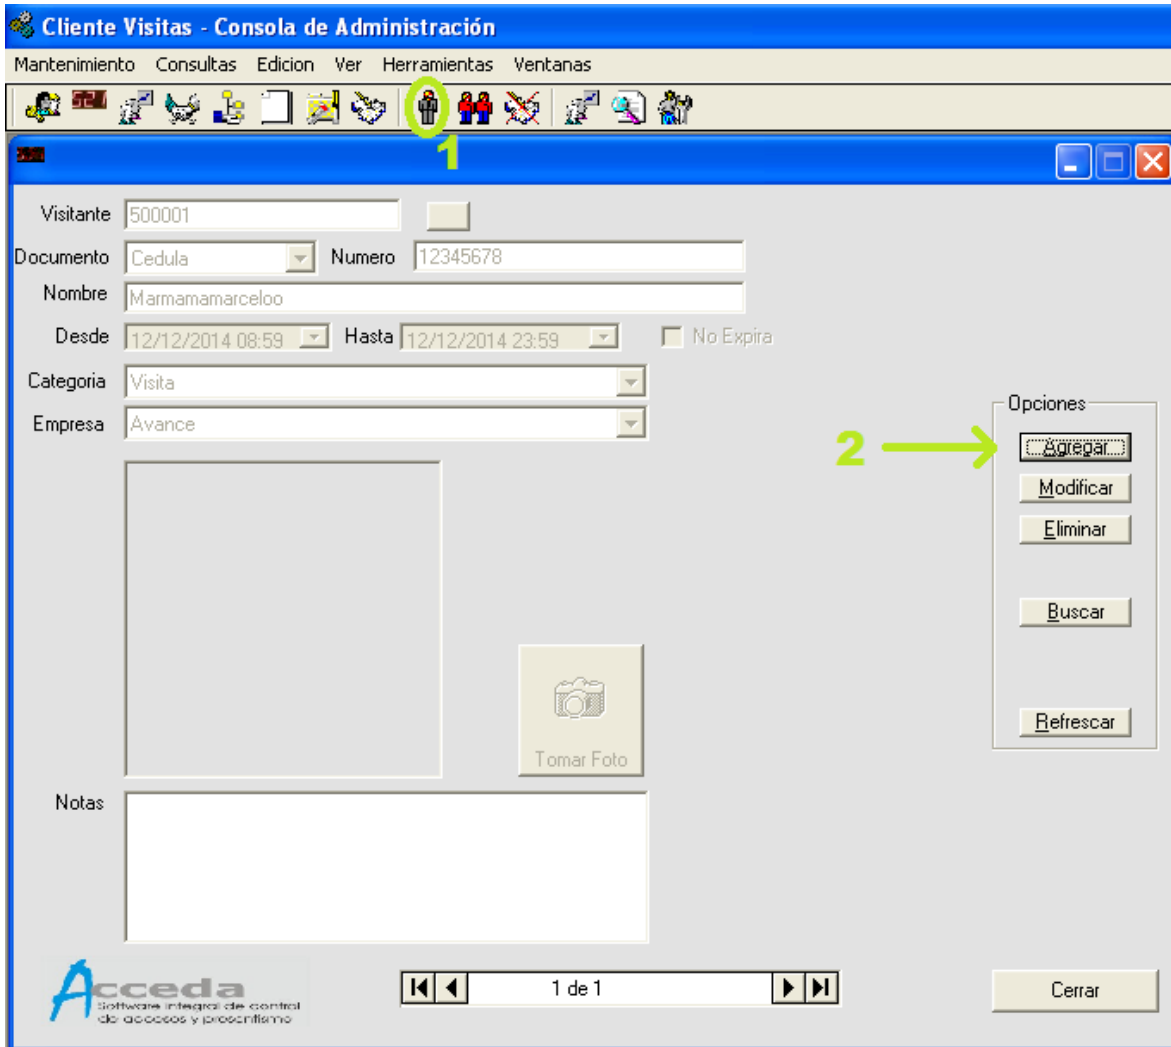 Cliente Visitas - Consola de Administración
Mantenimiento Consultas Edicion Ver Herramientas Ventanas
1
Visitante 500001
Documento Cedula Numero 12345678
Nombre Marmamamarceloo
Desde 12/12/2014 08:59 Hasta 12/12/2014 23:59 No Expira
Categoria Visita
Empresa Avance
Opciones
2 Agregar
Modificar
Eliminar
Buscar
Refrescar
Tomar Foto
Notas
Acceda
Software integral de control
de accesos y presentismo
1 de 1
Cerrar